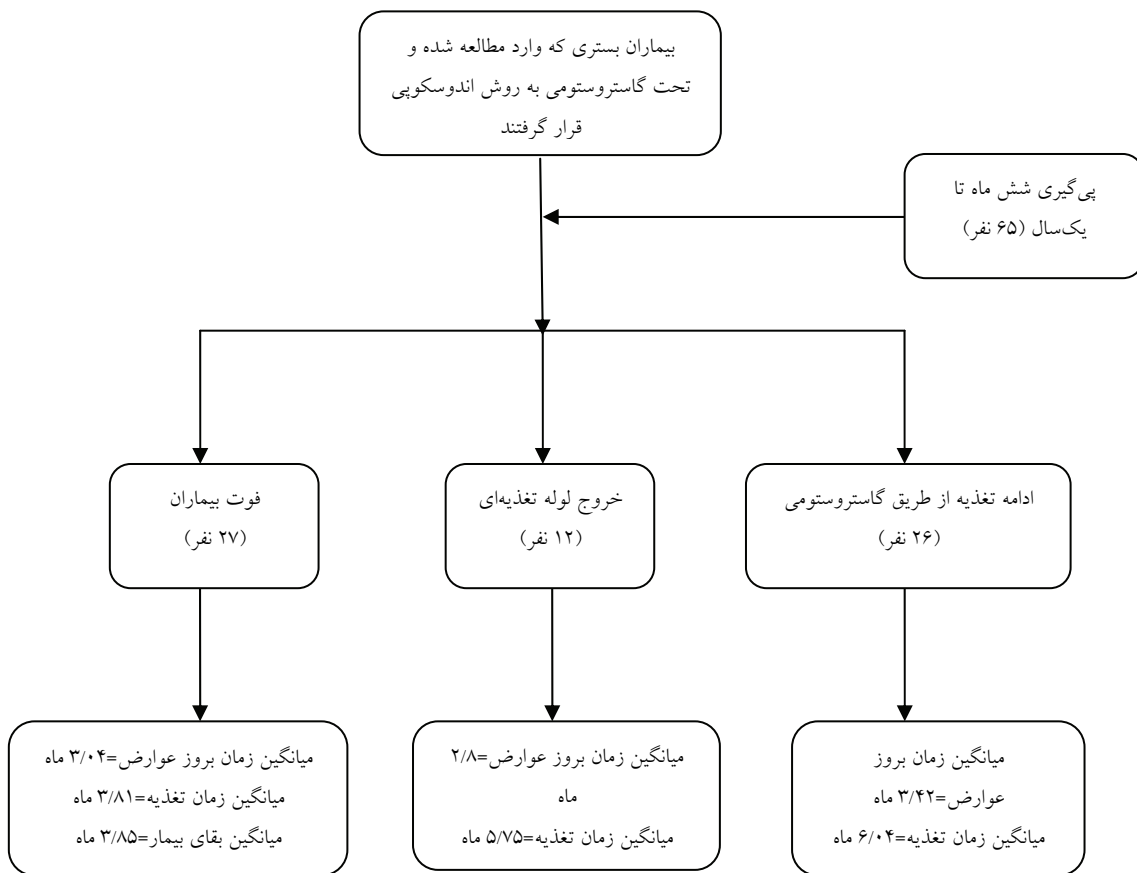 بیماران بستری که وارد مطالعه شده و
تحت گاستروستومی به روش اندوسکوپی
قرار گرفتند
پی‌گیری شش ماه تا
یک‌سال (۶۵ نفر)
ادامه تغذیه از طریق گاستروستومی
(۲۶ نفر)
خروج لوله تغذیه‌ای
(۱۲ نفر)
فوت بیماران
(۲۷ نفر)
میانگین زمان بروز
عوارض=۳/۴۲ ماه
میانگین زمان تغذیه=۶/۰۴ ماه
میانگین زمان بروز عوارض=۲/۸
ماه
میانگین زمان تغذیه=۵/۷۵ ماه
میانگین زمان بروز عوارض=۳/۰۴ ماه
میانگین زمان تغذیه=۳/۸۱ ماه
میانگین بقای بیمار=۳/۸۵ ماه